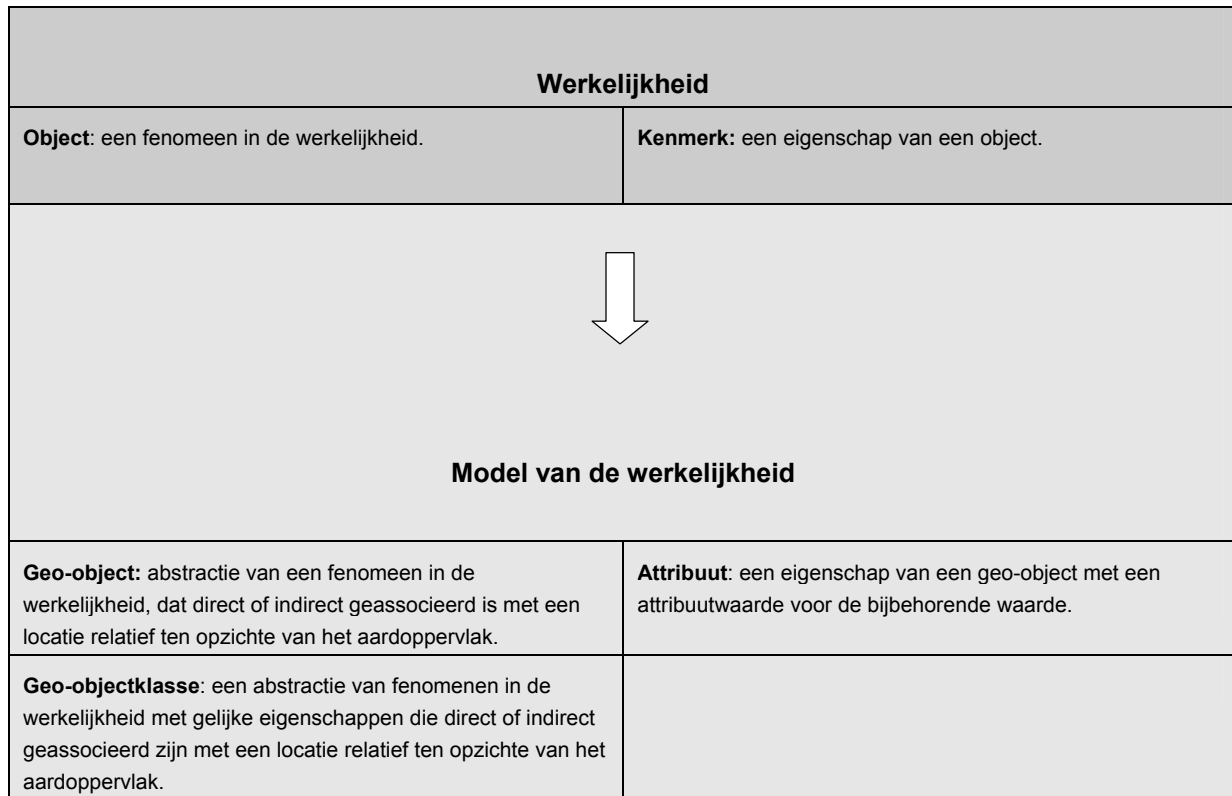 Werkelijkheid
Object: een fenomeen in de werkelijkheid.
Kenmerk: een eigenschap van een object.
Model van de werkelijkheid
Geo-object: abstractie van een fenomeen in de
werkelijkheid, dat direct of indirect geassocieerd is met een
locatie relatief ten opzichte van het aardoppervlak.
Attribuut: een eigenschap van een geo-object met een
attribuutwaarde voor de bijbehorende waarde.
Geo-objectklasse: een abstractie van fenomenen in de
werkelijkheid met gelijke eigenschappen die direct of indirect
geassocieerd zijn met een locatie relatief ten opzichte van het
aardoppervlak.